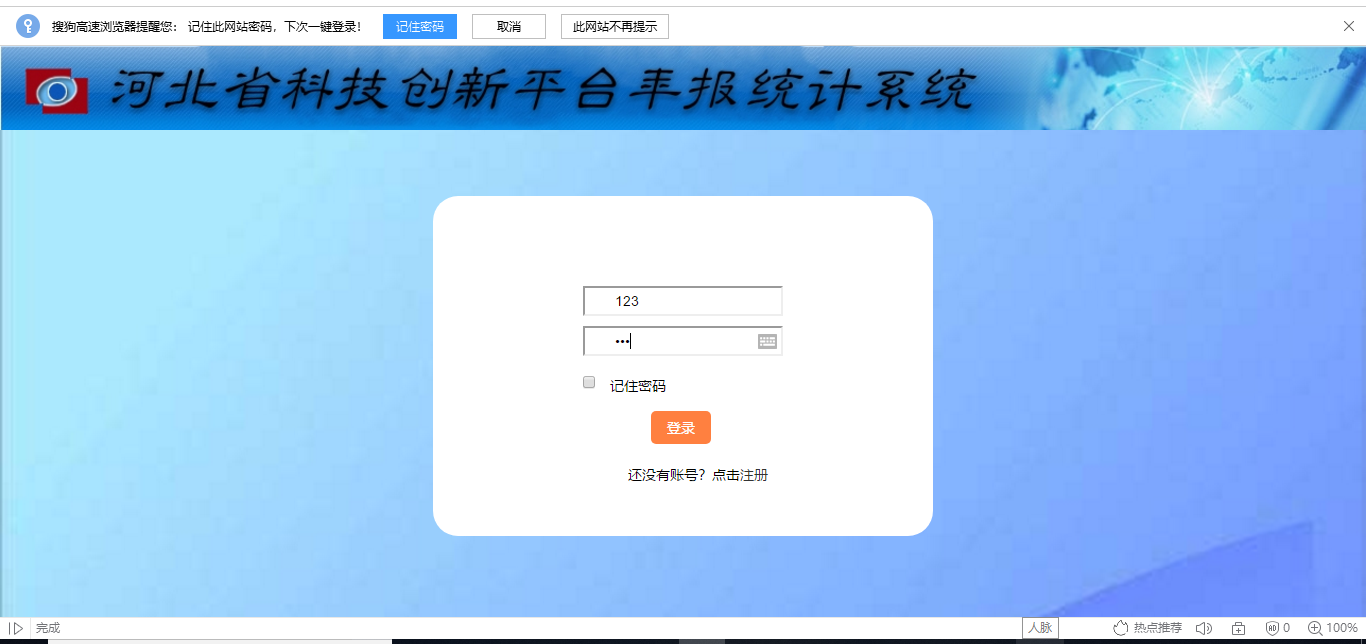 搜狗高速浏览器提醒您： 记住此网站密码，下次一键登录！ 记住密码 取消 此网站不再提示
河北省科技创新平台年报统计系统
123
•••
记住密码
登录
还没有账号？点击注册
完成 人脉 热点推荐 0 100%